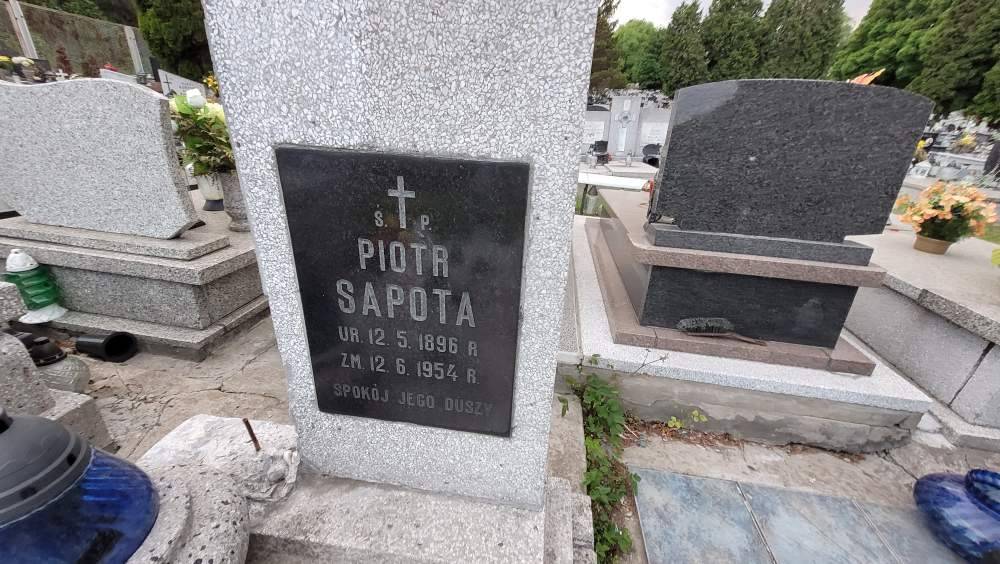 Ś. P.
PIOTR
SAPOTA
UR. 12. 5. 1896 R
ZM. 12. 6. 1954 R.
SPOKÓJ JEGO DUSZY